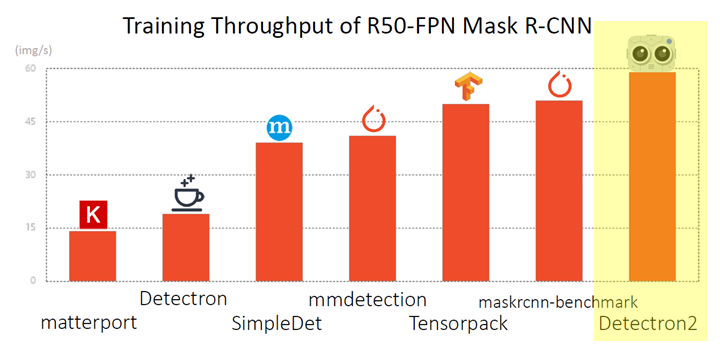 Training Throughput of R50-FPN Mask R-CNN
(img/s)
60
45
30
15
0
K
m
matterport
Detectron
SimpleDet
mmdetection
Tensorpack
maskrcnn-benchmark
Detectron2